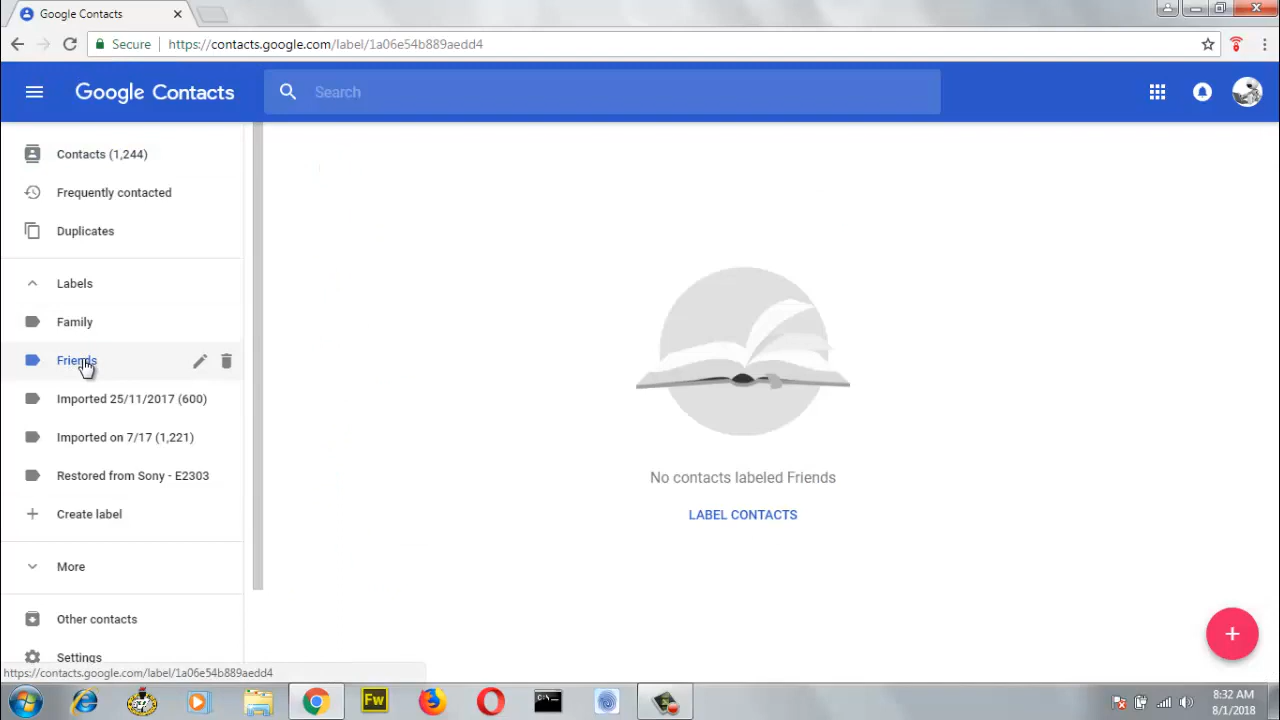 Google Contacts
Secure https://contacts.google.com/label/1a06e54b889aedd4
Google Contacts
Search
Contacts (1,244)
Frequently contacted
Duplicates
Labels
Family
Friends
Imported 25/11/2017 (600)
Imported on 7/17 (1,221)
Restored from Sony - E2303
Create label
More
Other contacts
Settings
No contacts labeled Friends
LABEL CONTACTS
https://contacts.google.com/label/1a06e54b889aedd4
Fw
8:32 AM
8/1/2018